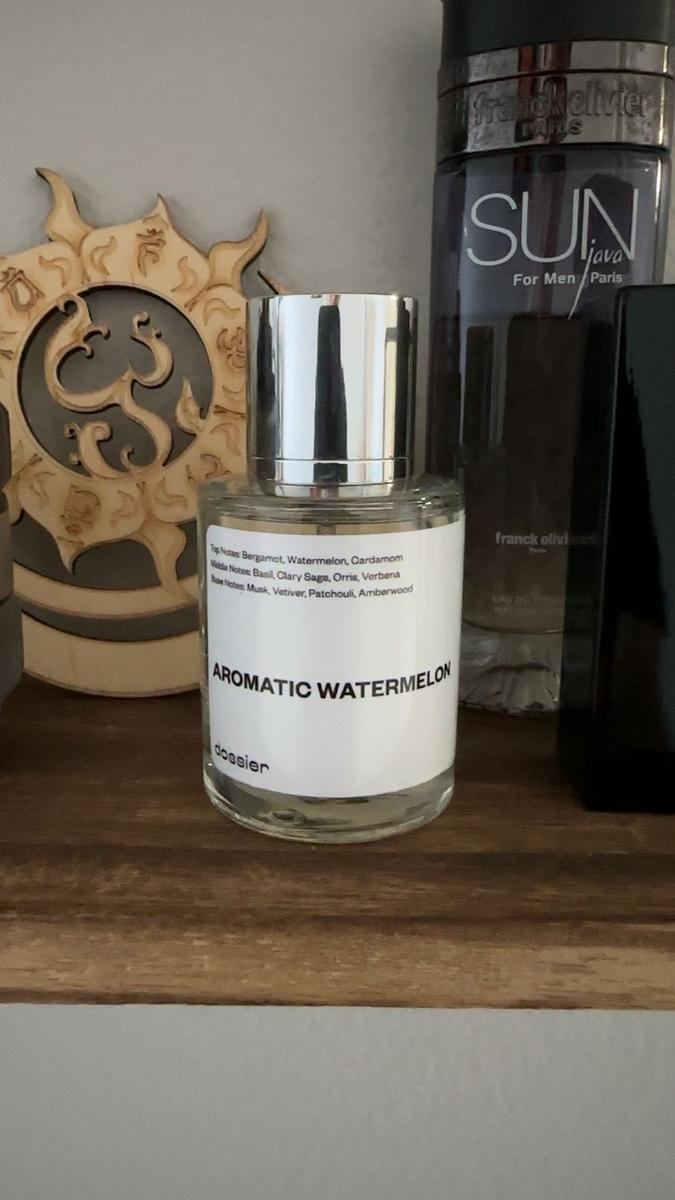 franck olivier
PARIS
SUN
java
For Men Paris
franck olivi
Paris
Top Notes: Bergamot, Watermelon, Cardamom
Middle Notes: Basil, Clary Sage, Orris, Verbena
Base Notes: Musk, Vetiver, Patchouli, Amberwood
AROMATIC WATERMELON
dossier